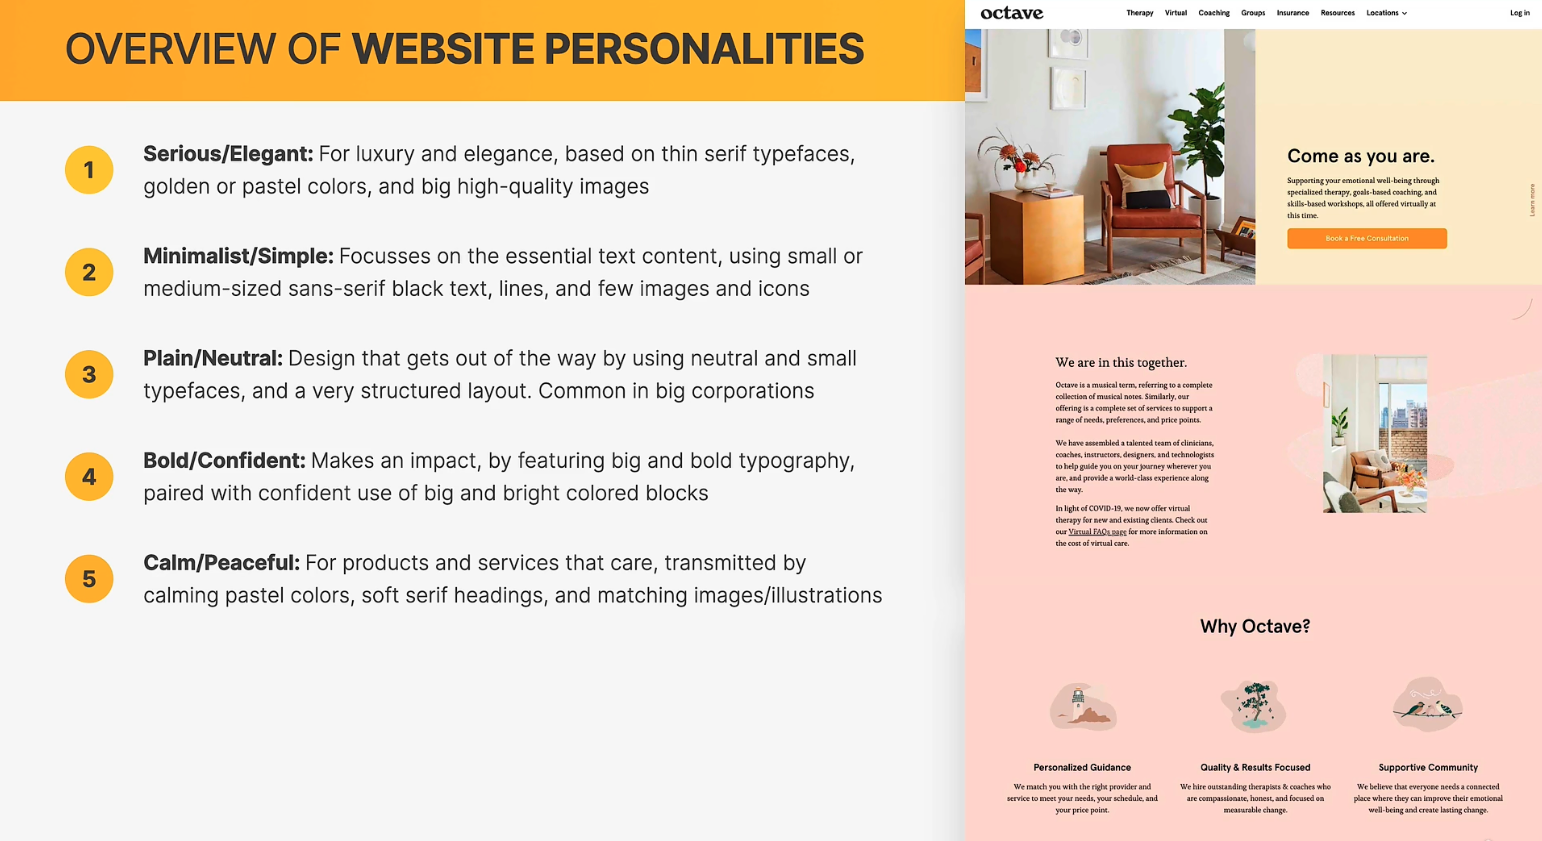 OVERVIEW OF WEBSITE PERSONALITIES
1
Serious/Elegant: For luxury and elegance, based on thin serif typefaces,
golden or pastel colors, and big high-quality images
2
Minimalist/Simple: Focusses on the essential text content, using small or
medium-sized sans-serif black text, lines, and few images and icons
3
Plain/Neutral: Design that gets out of the way by using neutral and small
typefaces, and a very structured layout. Common in big corporations
4
Bold/Confident: Makes an impact, by featuring big and bold typography,
paired with confident use of big and bright colored blocks
5
Calm/Peaceful: For products and services that care, transmitted by
calming pastel colors, soft serif headings, and matching images/illustrations
octave
Therapy Virtual Coaching Groups Insurance Resources Locations
Log in
Come as you are.
Supporting your emotional well-being through
specialized therapy, goals-based coaching, and
skills-based workshops, all offered virtually at
this time.
Book a Free Consultation
Learn more
We are in this together.
Octave is a musical term, referring to a complete
collection of musical notes. Similarly, our
offering is a complete set of services to support a
range of needs, preferences, and price points.
We have assembled a talented team of clinicians,
coaches, instructors, designers, and technologists
to help guide you on your journey wherever you
are, and provide a world-class experience along
the way.
In light of COVID-19, we now offer virtual
therapy for new and existing clients. Check out
our Virtual FAQs page for more information on
the cost of virtual care.
Why Octave?
Personalized Guidance
We match you with the right provider and
service to meet your needs, your schedule, and
your price point.
Quality & Results Focused
We hire outstanding therapists & coaches who
are compassionate, honest, and focused on
measurable change.
Supportive Community
We believe that everyone needs a connected
place where they can improve their emotional
well-being and create lasting change.